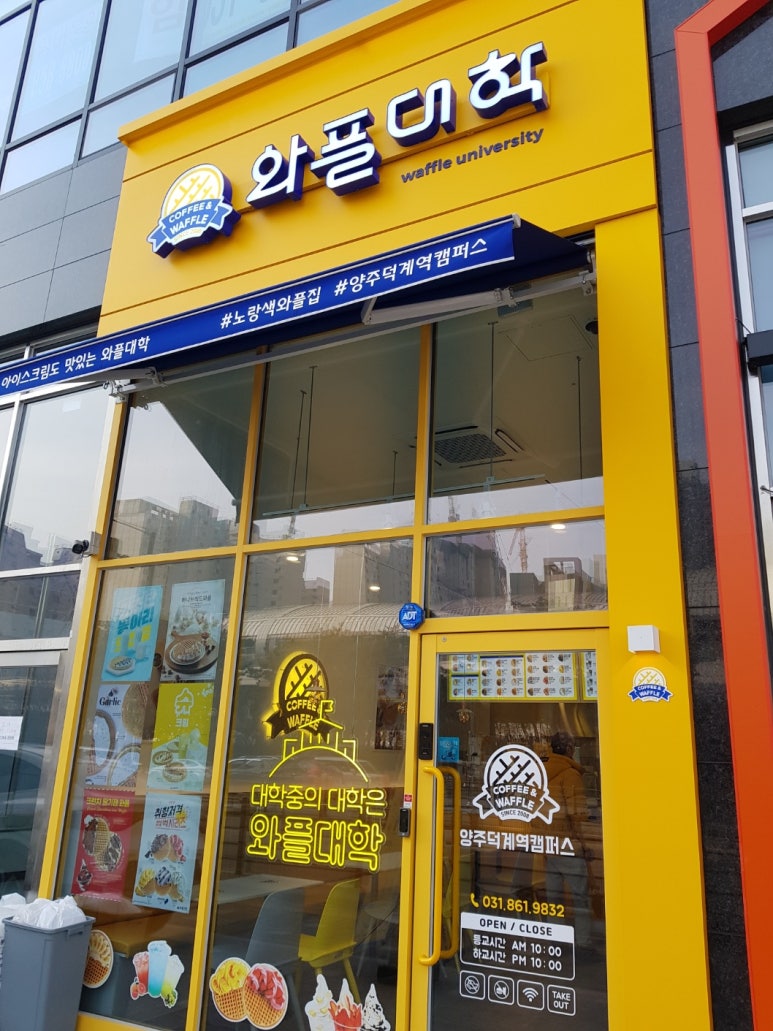 와플대학
waffle university
COFFEE &
WAFFLE
아이스크림도 맛있는 와플대학 #노랑색와플집 #양주덕계역캠퍼스
ADT
Garlic
크림
COFFEE &
WAFFLE
대학중의 대학은
와플대학
COFFEE &
WAFFLE
COFFEE &
WAFFLE
SINCE 2008
양주덕계역캠퍼스
031.861.9832
OPEN / CLOSE
등교시간 AM 10:00
하교시간 PM 10:00
TAKE
OUT